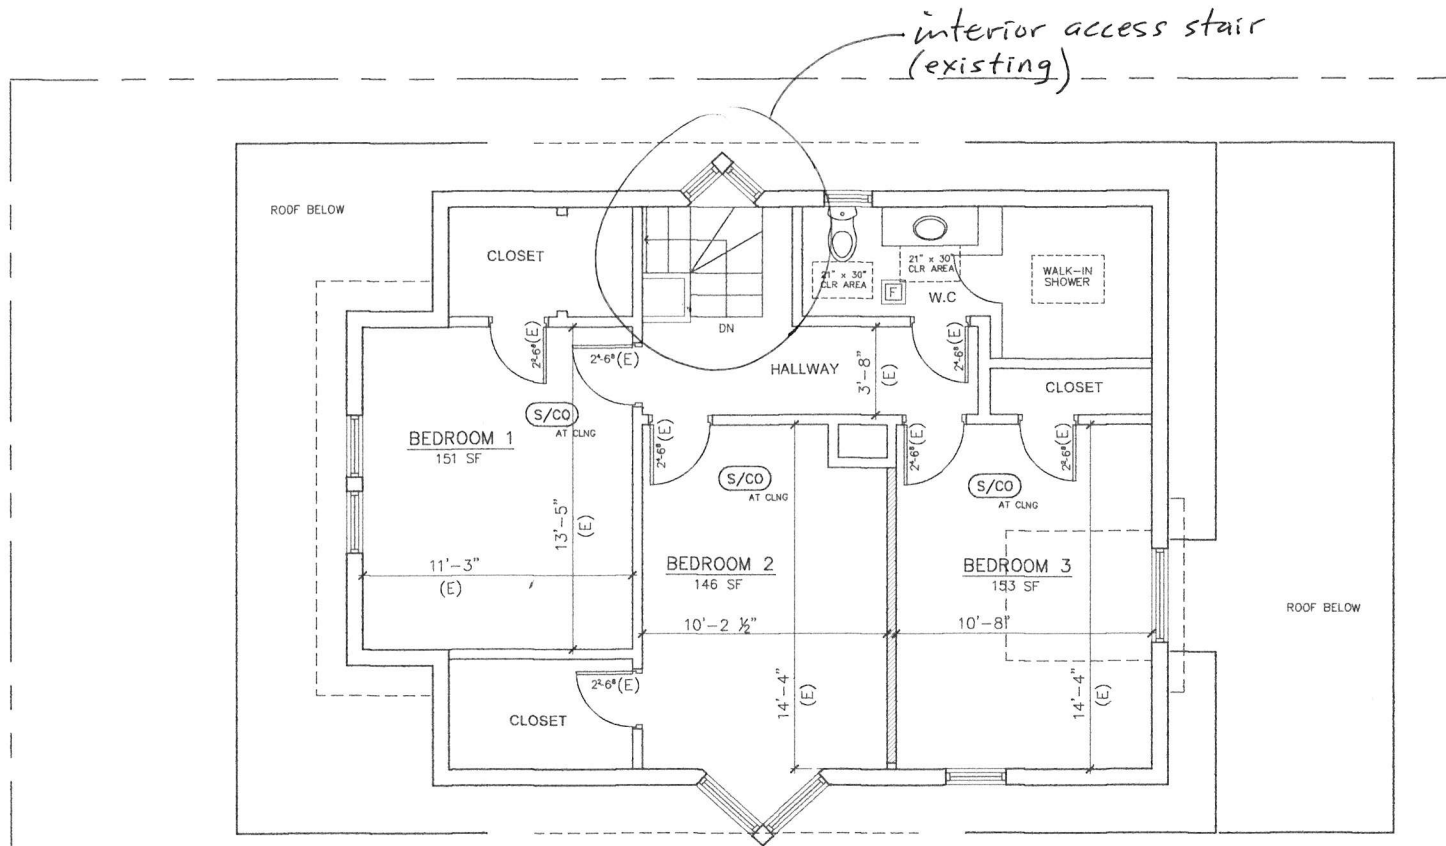 interior access stair
(existing)
ROOF BELOW
CLOSET
21" x 30"
CLR AREA
21" x 30"
CLR AREA
F
W.C
WALK-IN
SHOWER
DN
2'-6"(E)
2'-6"(E)
HALLWAY
3'-8"
(E)
2'-6"(E)
CLOSET
S/CO
AT CLNG
BEDROOM 1
151 SF
2'-6"(E)
S/CO
AT CLNG
2'-6"(E)
S/CO
AT CLNG
13'-5"
(E)
11'-3"
(E)
BEDROOM 2
146 SF
10'-2 ½"
BEDROOM 3
153 SF
10'-8"
ROOF BELOW
2'-6"(E)
CLOSET
14'-4"
(E)
14'-4"
(E)